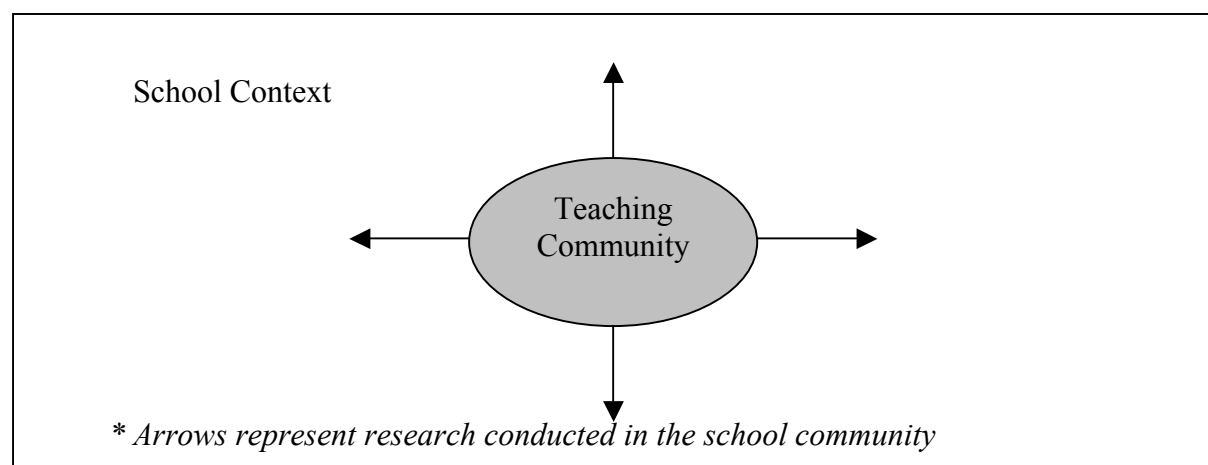 School Context
Teaching
Community
* Arrows represent research conducted in the school community